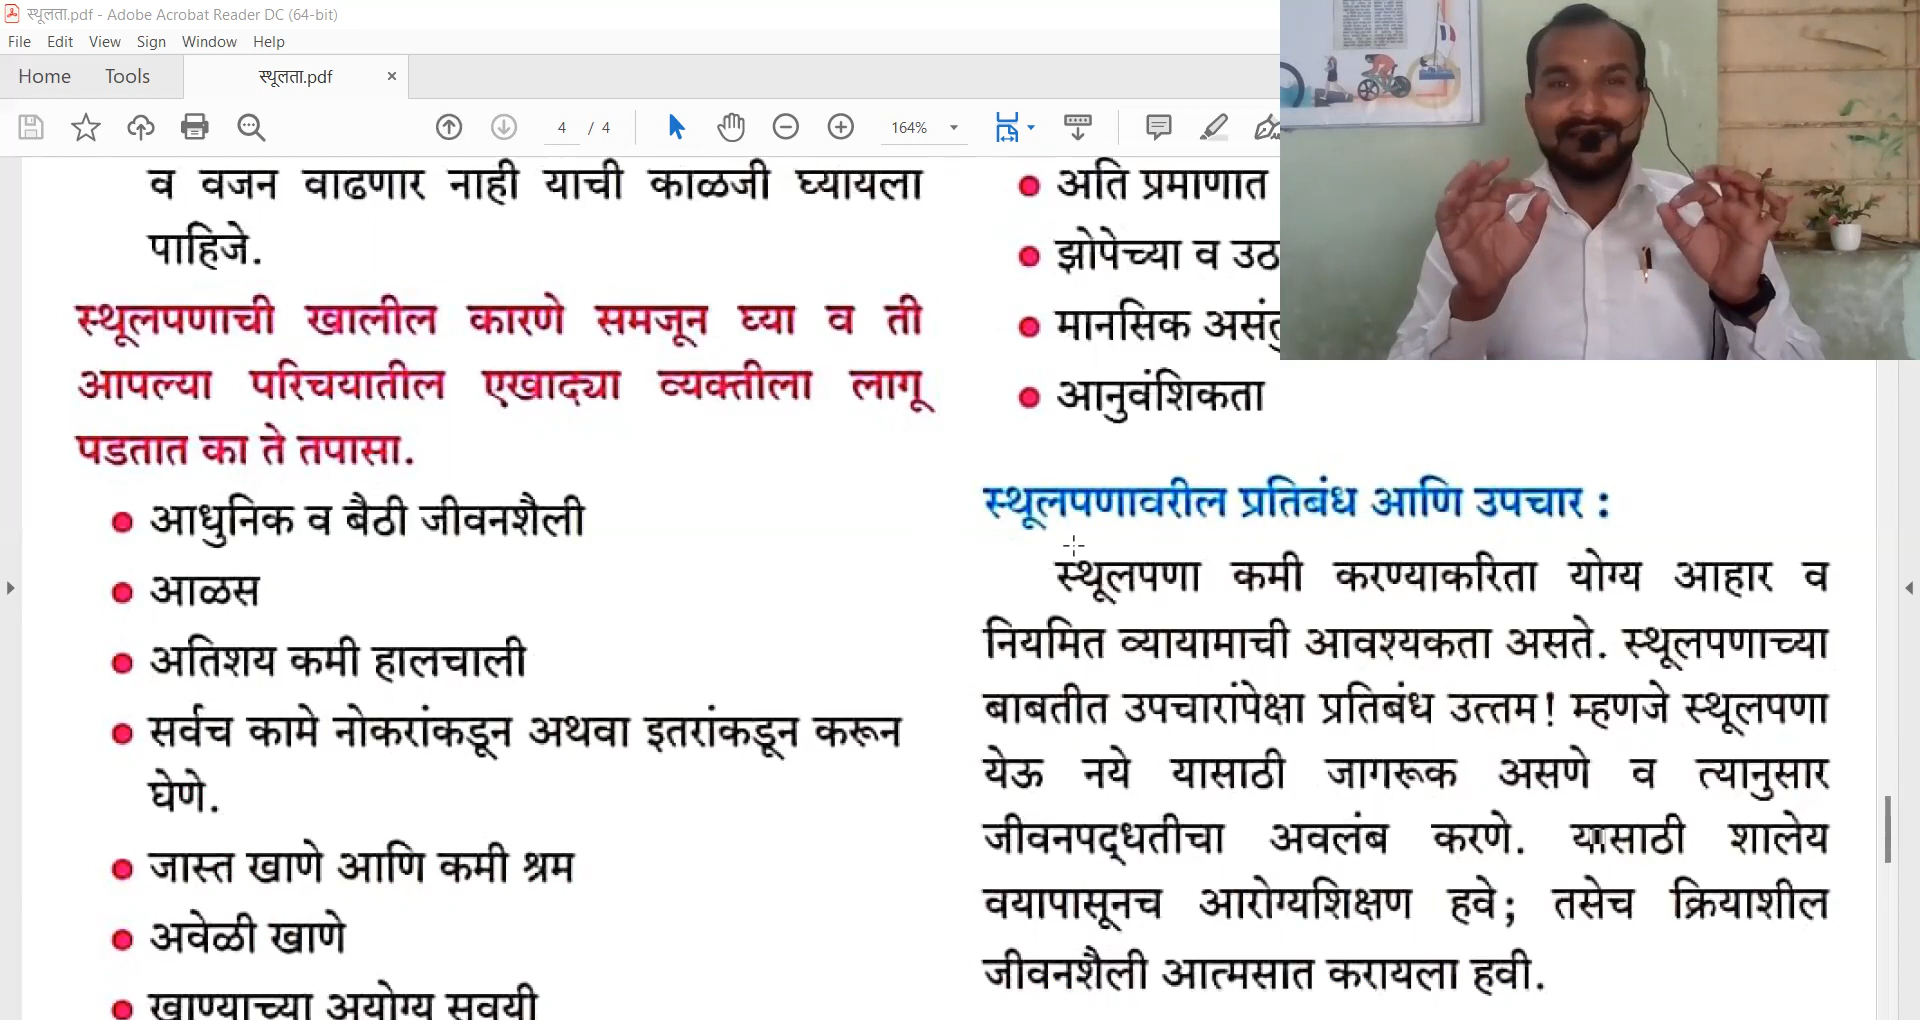 स्थूलता.pdf - Adobe Acrobat Reader DC (64-bit)
File Edit View Sign Window Help
Home Tools स्थूलता.pdf ×
4 / 4 164%
व वजन वाढणार नाही याची काळजी घ्यायला
पाहिजे.
स्थूलपणाची खालील कारणे समजून घ्या व ती
आपल्या परिचयातील एखाद्या व्यक्तीला लागू
पडतात का ते तपासा.
● आधुनिक व बैठी जीवनशैली
● आळस
● अतिशय कमी हालचाली
● सर्वच कामे नोकरांकडून अथवा इतरांकडून करून
घेणे.
● जास्त खाणे आणि कमी श्रम
● अवेळी खाणे
● खाण्याच्या अयोग्य सवयी
● अति प्रमाणात
● झोपेच्या व उठ
● मानसिक असंतु
● आनुवंशिकता
स्थूलपणावरील प्रतिबंध आणि उपचार :
स्थूलपणा कमी करण्याकरिता योग्य आहार व
नियमित व्यायामाची आवश्यकता असते. स्थूलपणाच्या
बाबतीत उपचारांपेक्षा प्रतिबंध उत्तम! म्हणजे स्थूलपणा
येऊ नये यासाठी जागरूक असणे व त्यानुसार
जीवनपद्धतीचा अवलंब करणे. यासाठी शालेय
वयापासूनच आरोग्यशिक्षण हवे; तसेच क्रियाशील
जीवनशैली आत्मसात करायला हवी.